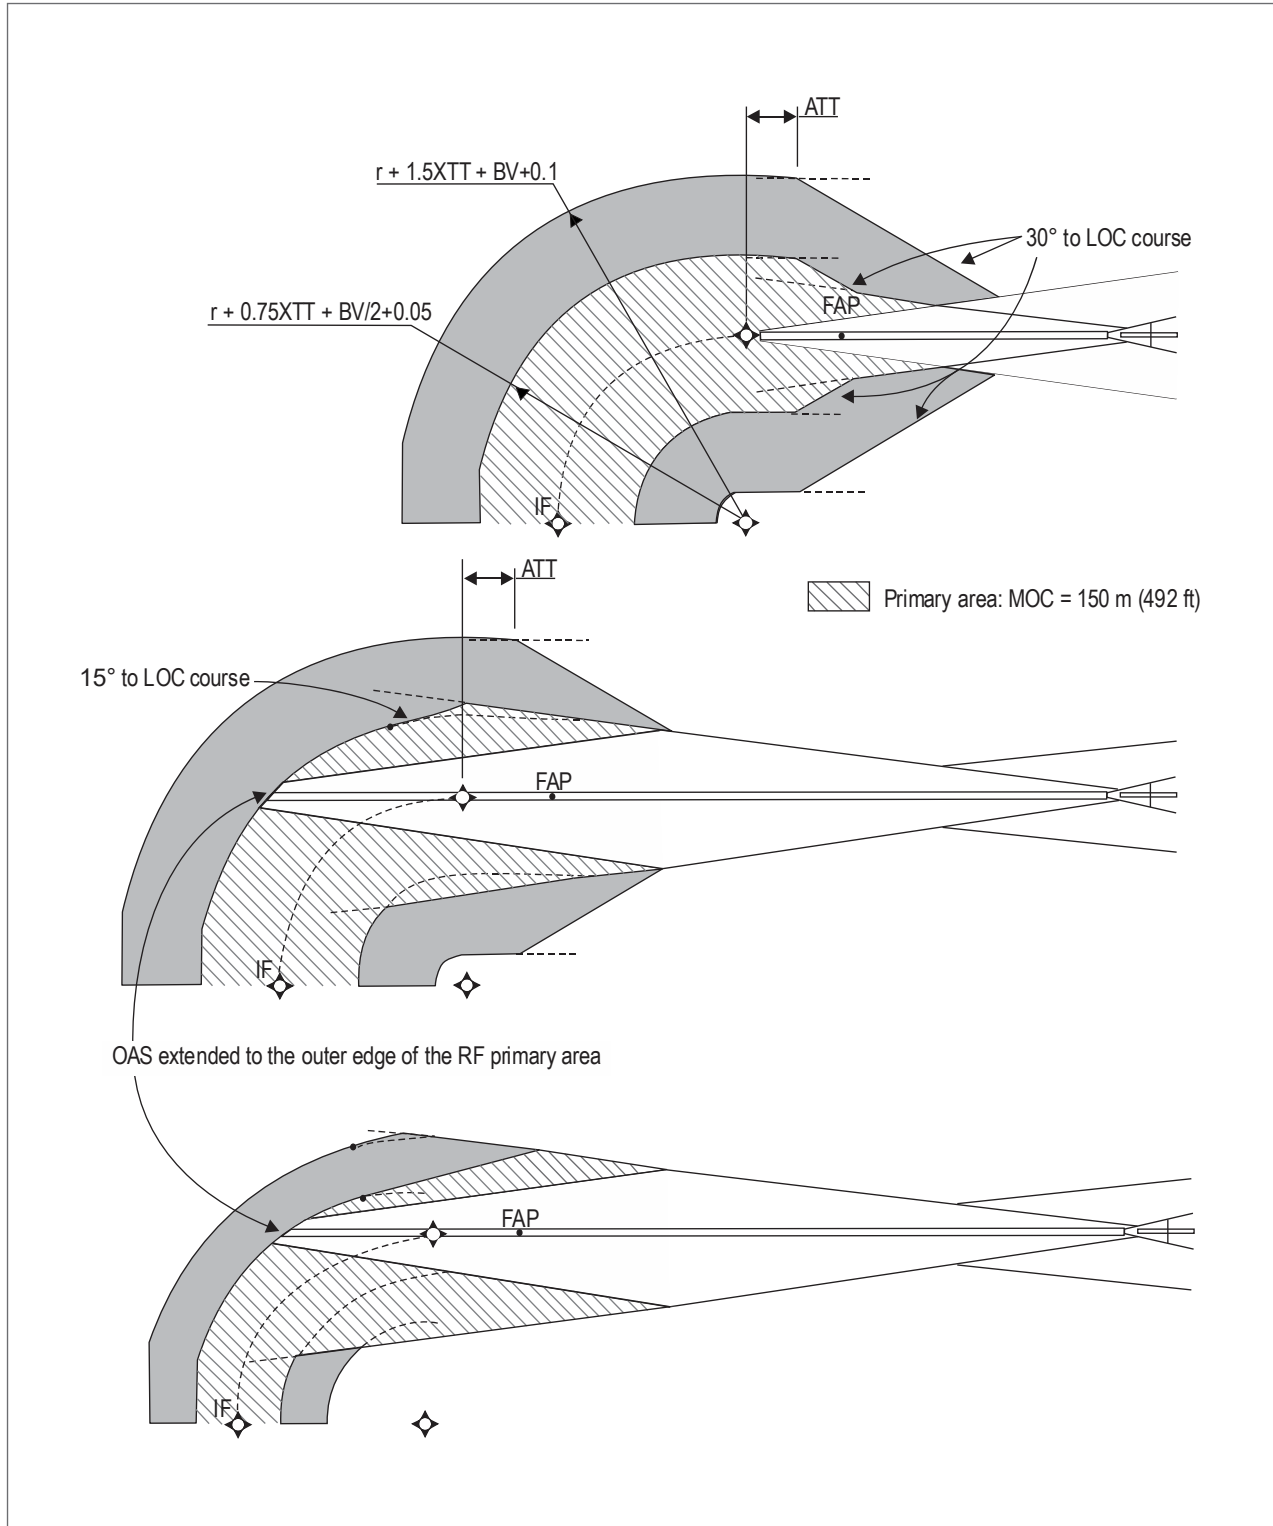 ATT
r + 1.5XTT + BV+0.1
30° to LOC course
FAP
r + 0.75XTT + BV/2+0.05
IF
ATT
Primary area: MOC = 150 m (492 ft)
15° to LOC course
FAP
IF
OAS extended to the outer edge of the RF primary area
FAP
IF